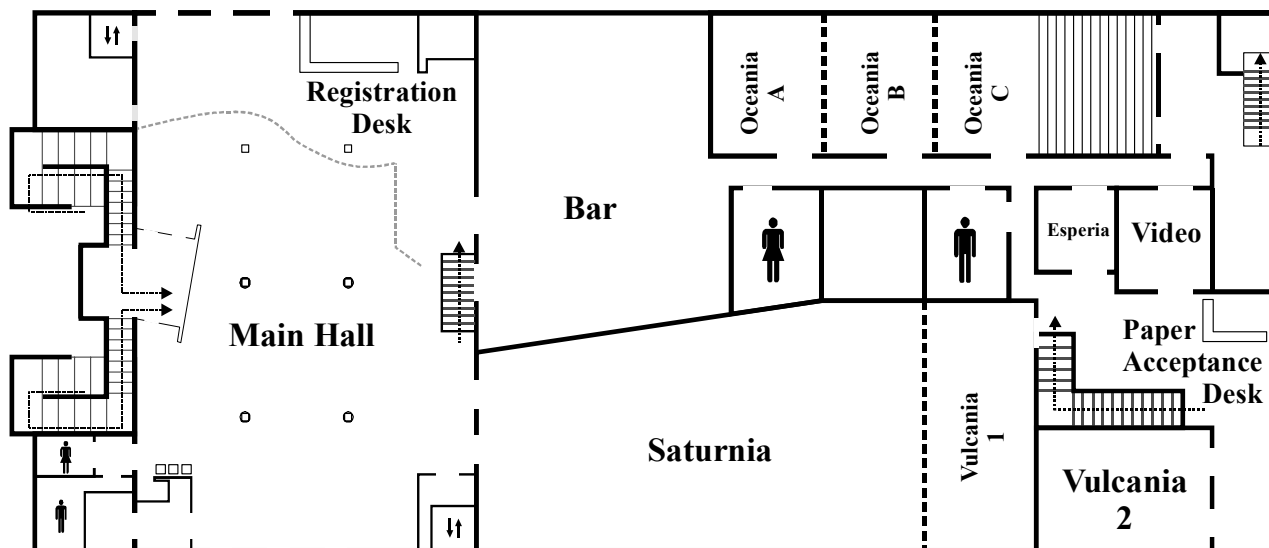 Registration
Desk
Oceania
A
Oceania
B
Oceania
C
Bar
Esperia
Video
Main Hall
Paper
Acceptance
Desk
Saturnia
Vulcania
1
Vulcania
2